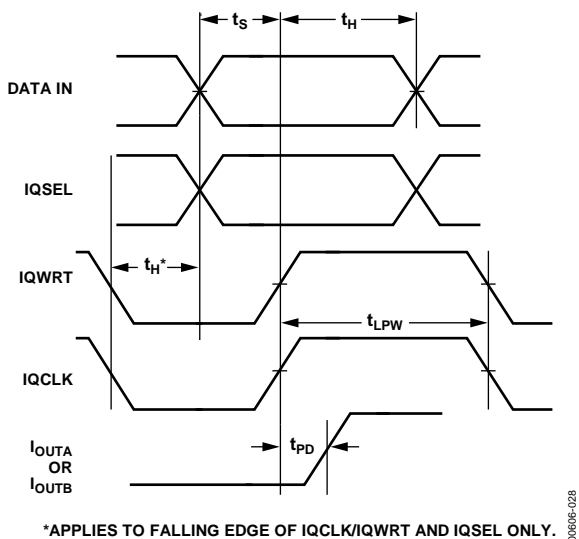 tS
tH
DATA IN
IQSEL
tH*
IQWRT
tLPW
IQCLK
tPD
IOUTA
OR
IOUTB
*APPLIES TO FALLING EDGE OF IQCLK/IQWRT AND IQSEL ONLY.
00606-028